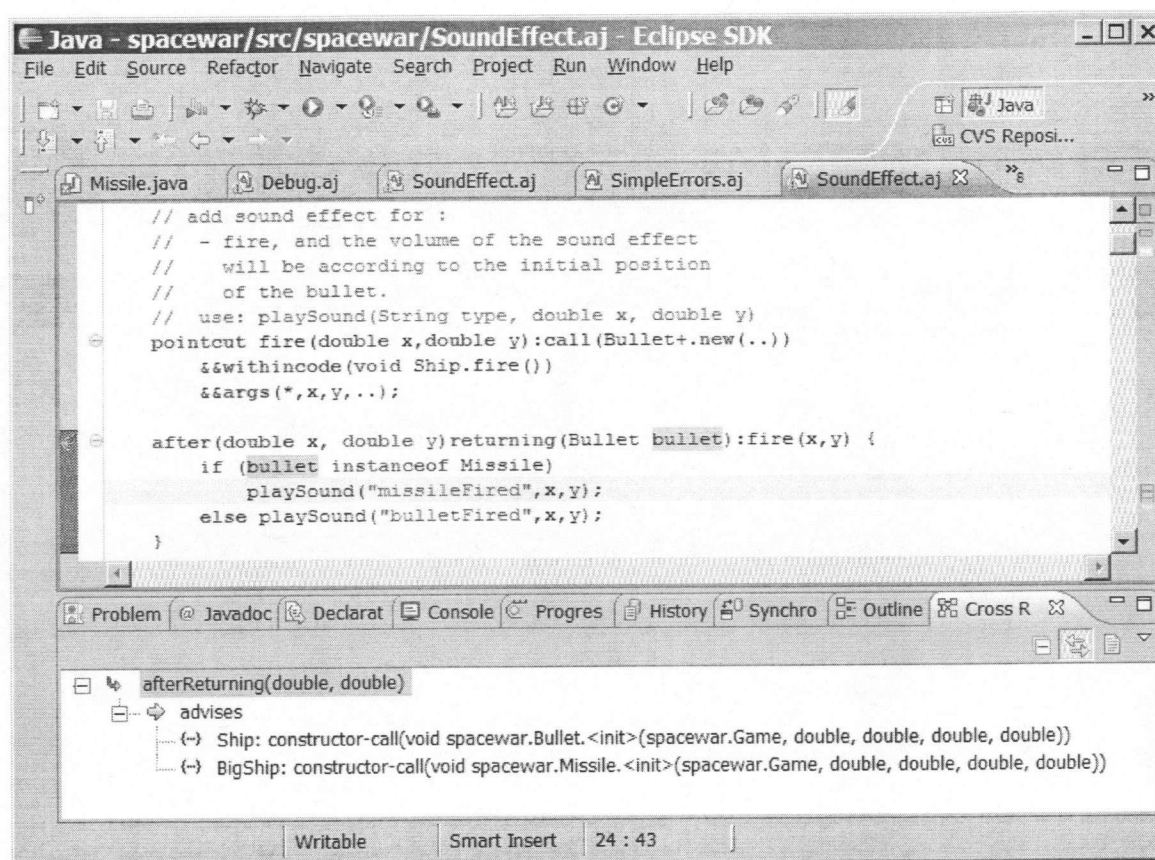 Java - spacewar/src/spacewar/SoundEffect.aj - Eclipse SDK
File Edit Source Refactor Navigate Search Project Run Window Help
Java
CVS Reposi...
Missile.java Debug.aj SoundEffect.aj SimpleErrors.aj SoundEffect.aj »8
// add sound effect for :
//  - fire, and the volume of the sound effect
//    will be according to the initial position
//    of the bullet.
//  use: playSound(String type, double x, double y)
pointcut fire(double x,double y):call(Bullet+.new(..))
&&withincode(void Ship.fire())
&&args(*,x,y,..);
after(double x, double y)returning(Bullet bullet):fire(x,y) {
if (bullet instanceof Missile)
playSound("missileFired",x,y);
else playSound("bulletFired",x,y);
}
Problem @ Javadoc Declarat Console Progres History Synchro Outline Cross R
afterReturning(double, double)
advises
Ship: constructor-call(void spacewar.Bullet.<init>(spacewar.Game, double, double, double, double))
BigShip: constructor-call(void spacewar.Missile.<init>(spacewar.Game, double, double, double, double))
Writable Smart Insert 24 : 43